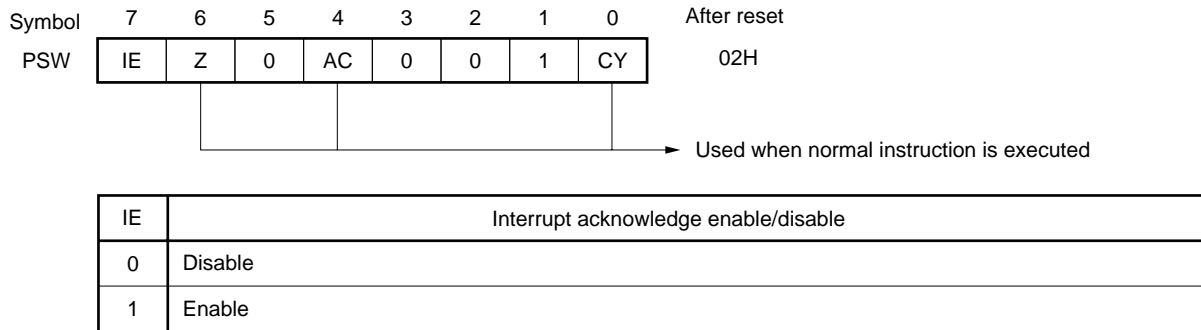 Symbol 7 6 5 4 3 2 1 0 After reset
PSW IE Z 0 AC 0 0 1 CY 02H
Used when normal instruction is executed
IE Interrupt acknowledge enable/disable
0 Disable
1 Enable